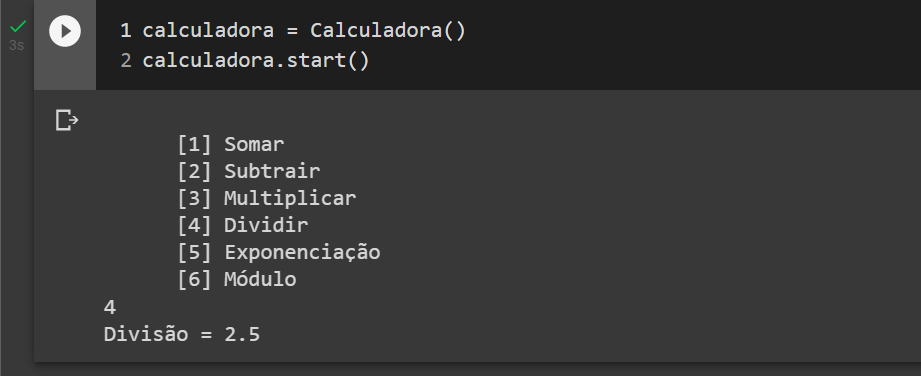 3s
1 calculadora = Calculadora()
2 calculadora.start()
[1] Somar
[2] Subtrair
[3] Multiplicar
[4] Dividir
[5] Exponenciação
[6] Módulo
4
Divisão = 2.5